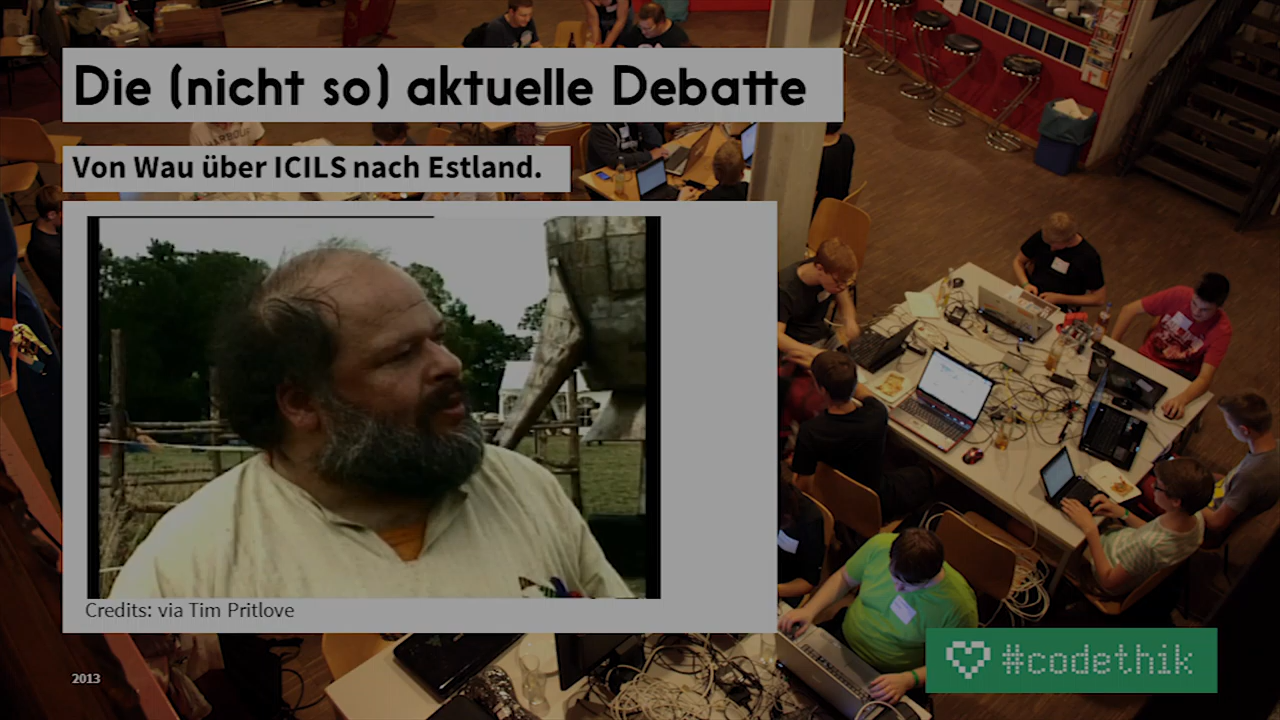 Die (nicht so) aktuelle Debatte
Von Wau über ICILS nach Estland.
Credits: via Tim Pritlove
2013
#codethik